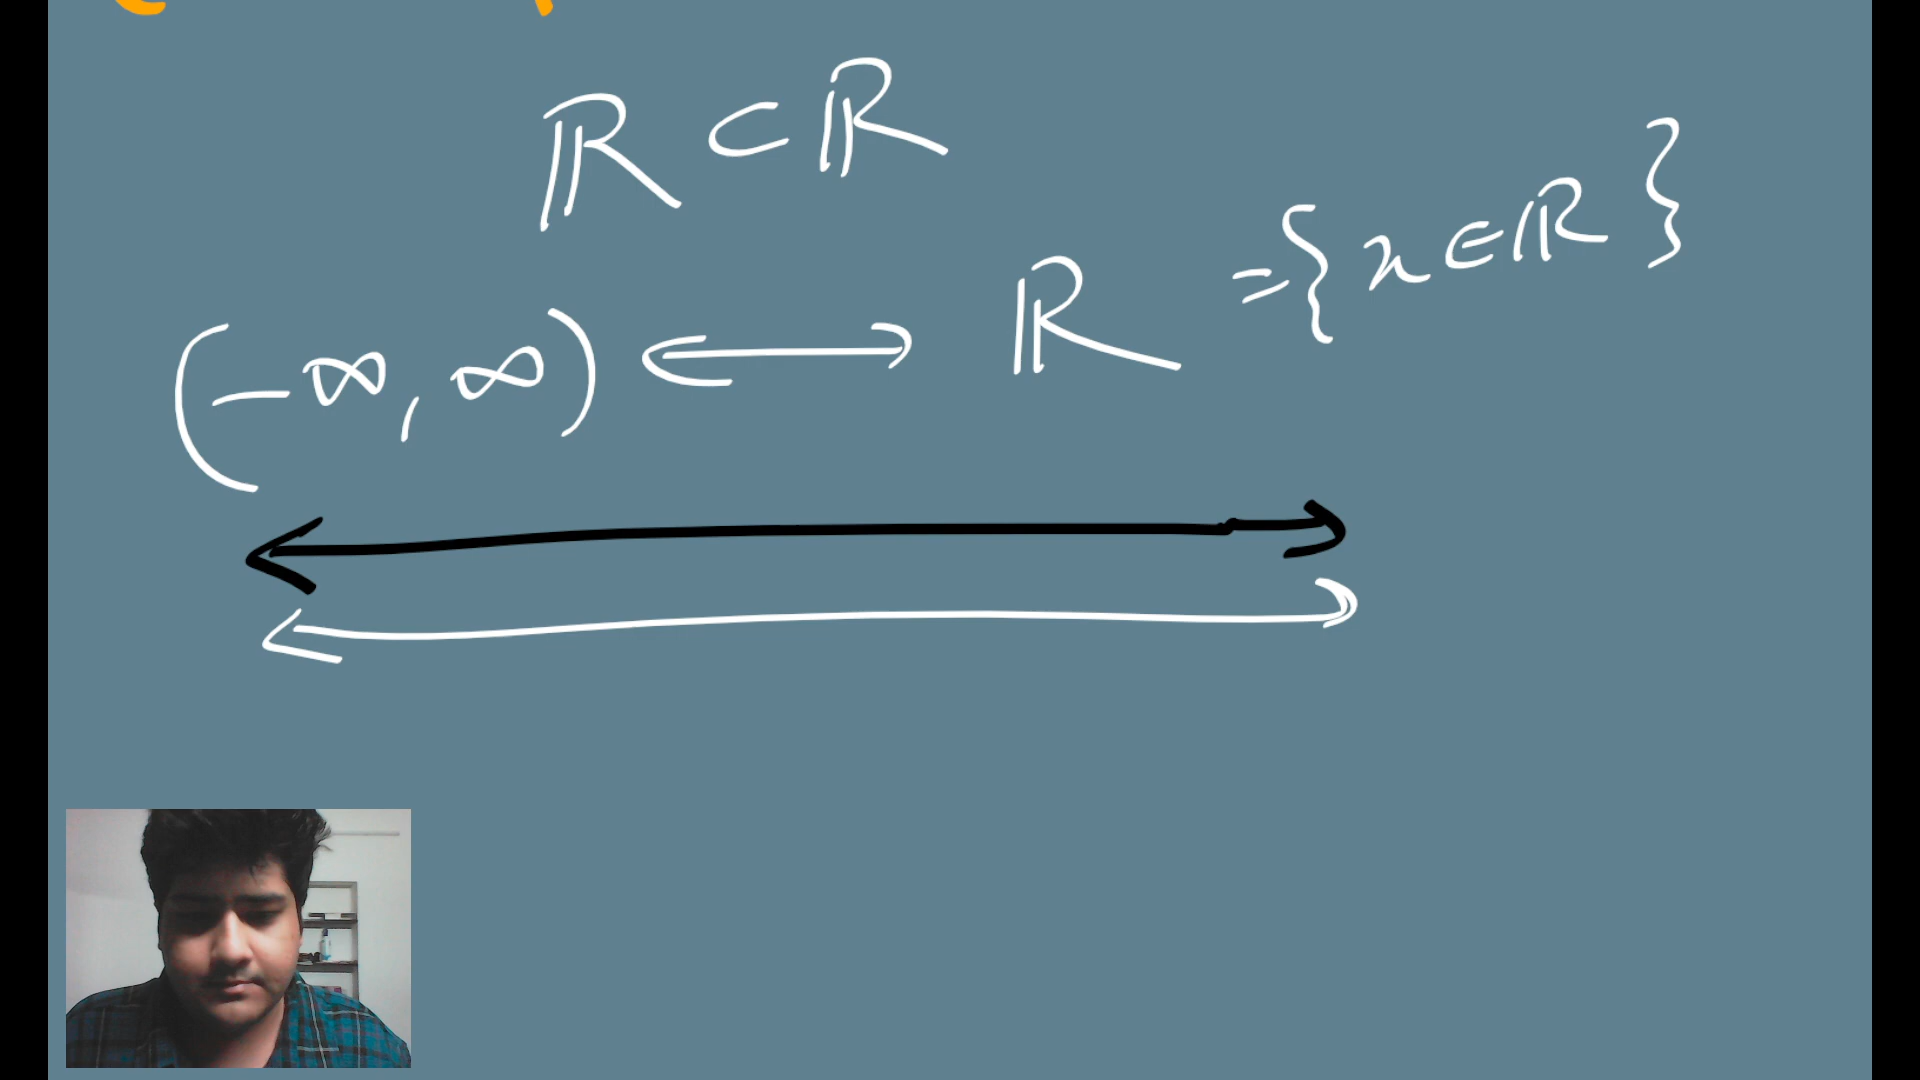 ℝ ⊂ ℝ
(-∞, ∞) ⟷ ℝ = {x ∈ ℝ}